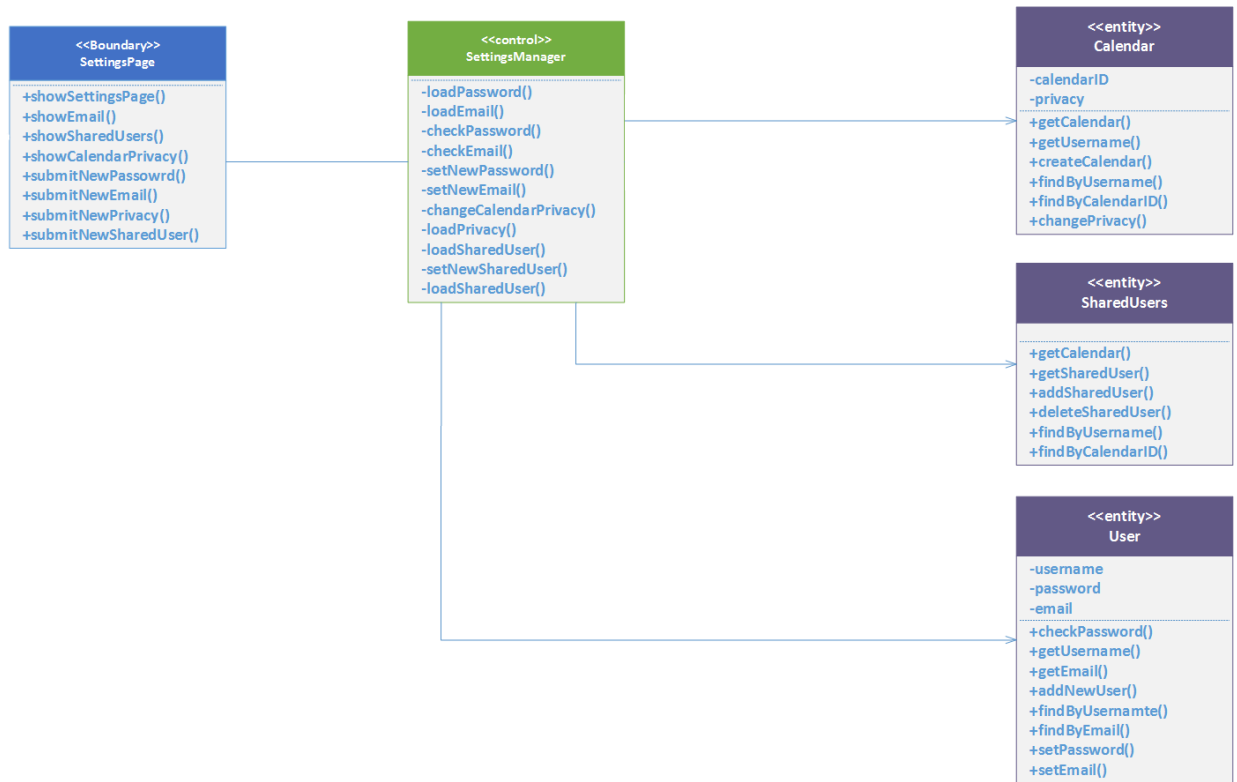 <<Boundary>>
SettingsPage
+showSettingsPage()
+showEmail()
+showSharedUsers()
+showCalendarPrivacy()
+submitNewPassowrd()
+submitNewEmail()
+submitNewPrivacy()
+submitNewSharedUser()
<<control>>
SettingsManager
-loadPassword()
-loadEmail()
-checkPassword()
-checkEmail()
-setNewPassword()
-setNewEmail()
-changeCalendarPrivacy()
-loadPrivacy()
-loadSharedUser()
-setNewSharedUser()
-loadSharedUser()
<<entity>>
Calendar
-calendarID
-privacy
+getCalendar()
+getUsername()
+createCalendar()
+findByUsername()
+findByCalendarID()
+changePrivacy()
<<entity>>
SharedUsers
+getCalendar()
+getSharedUser()
+addSharedUser()
+deleteSharedUser()
+findByUsername()
+findByCalendarID()
<<entity>>
User
-username
-password
-email
+checkPassword()
+getUsername()
+getEmail()
+addNewUser()
+findByUsernamte()
+findByEmail()
+setPassword()
+setEmail()